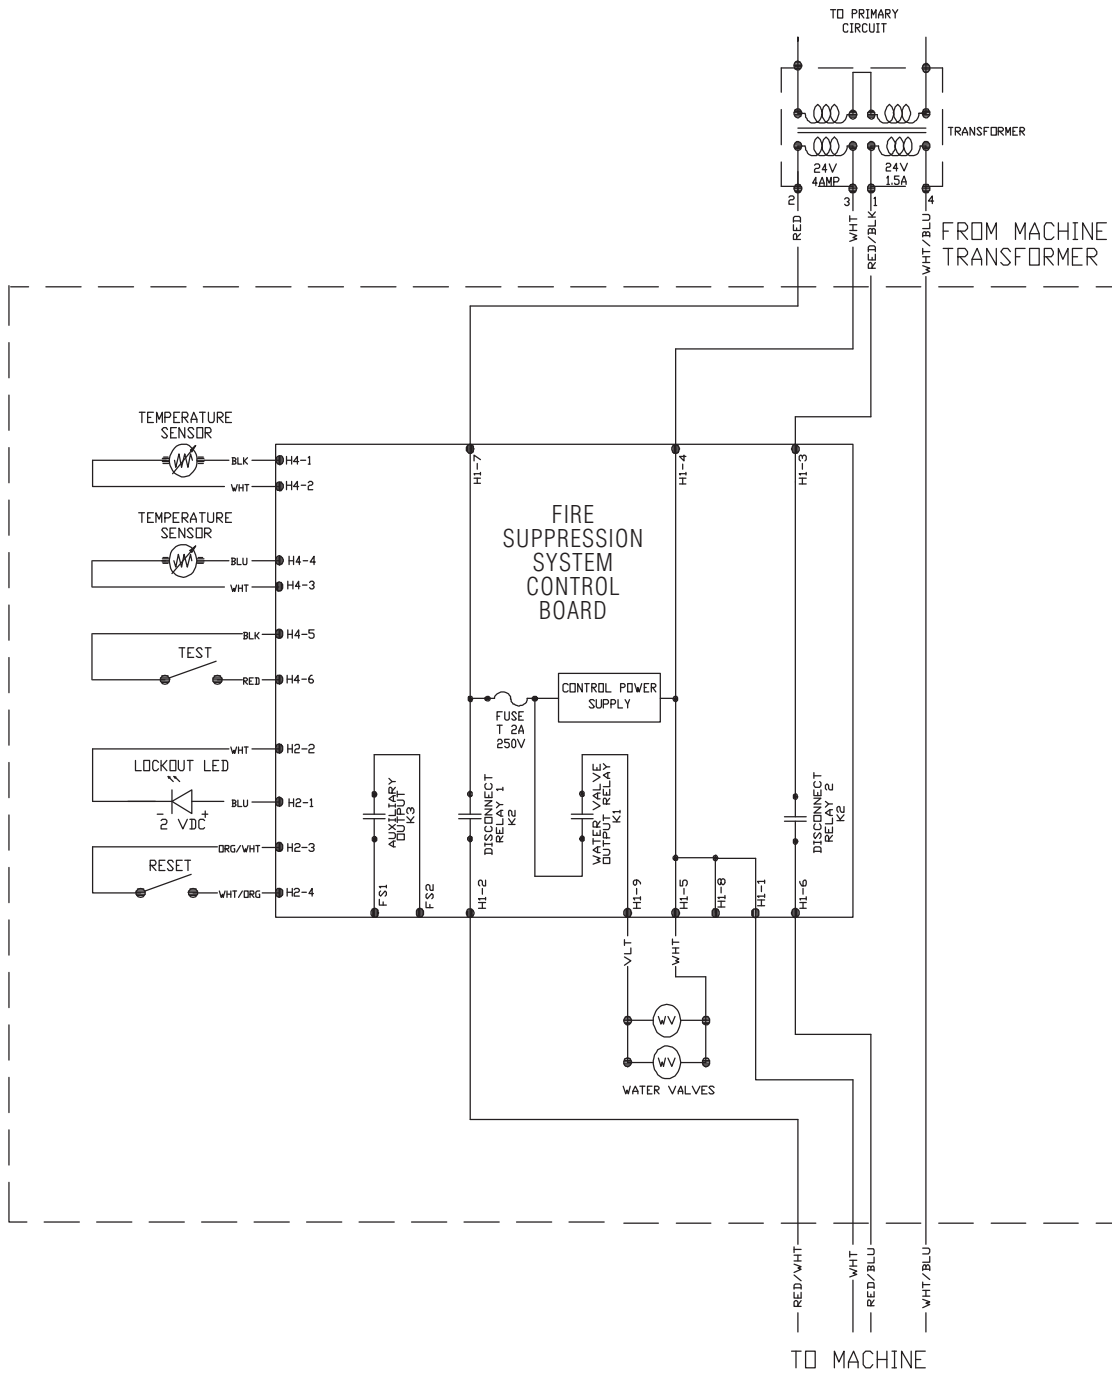 TO PRIMARY
CIRCUIT
TRANSFORMER
24V
4AMP
24V
1.5A
2
3
1
4
RED
WHT
RED/BLK
WHT/BLU
FROM MACHINE
TRANSFORMER
TEMPERATURE
SENSOR
BLK
H4-1
WHT
H4-2
H1-7
H1-4
H1-3
TEMPERATURE
SENSOR
BLU
H4-4
WHT
H4-3
FIRE
SUPPRESSION
SYSTEM
CONTROL
BOARD
BLK
H4-5
TEST
RED
H4-6
CONTROL POWER
SUPPLY
FUSE
T 2A
250V
WHT
H2-2
LOCKOUT LED
BLU
H2-1
- 2 VDC +
ORG/WHT
H2-3
RESET
WHT/ORG
H2-4
AUXILIARY
OUTPUT
K3
DISCONNECT
RELAY 1
K2
WATER VALVE
OUTPUT RELAY
K1
DISCONNECT
RELAY 2
K2
FS1
FS2
H1-2
H1-9
H1-5
H1-8
H1-1
H1-6
VLT
WHT
WV
WV
WATER VALVES
RED/WHT
WHT
RED/BLU
WHT/BLU
TO MACHINE